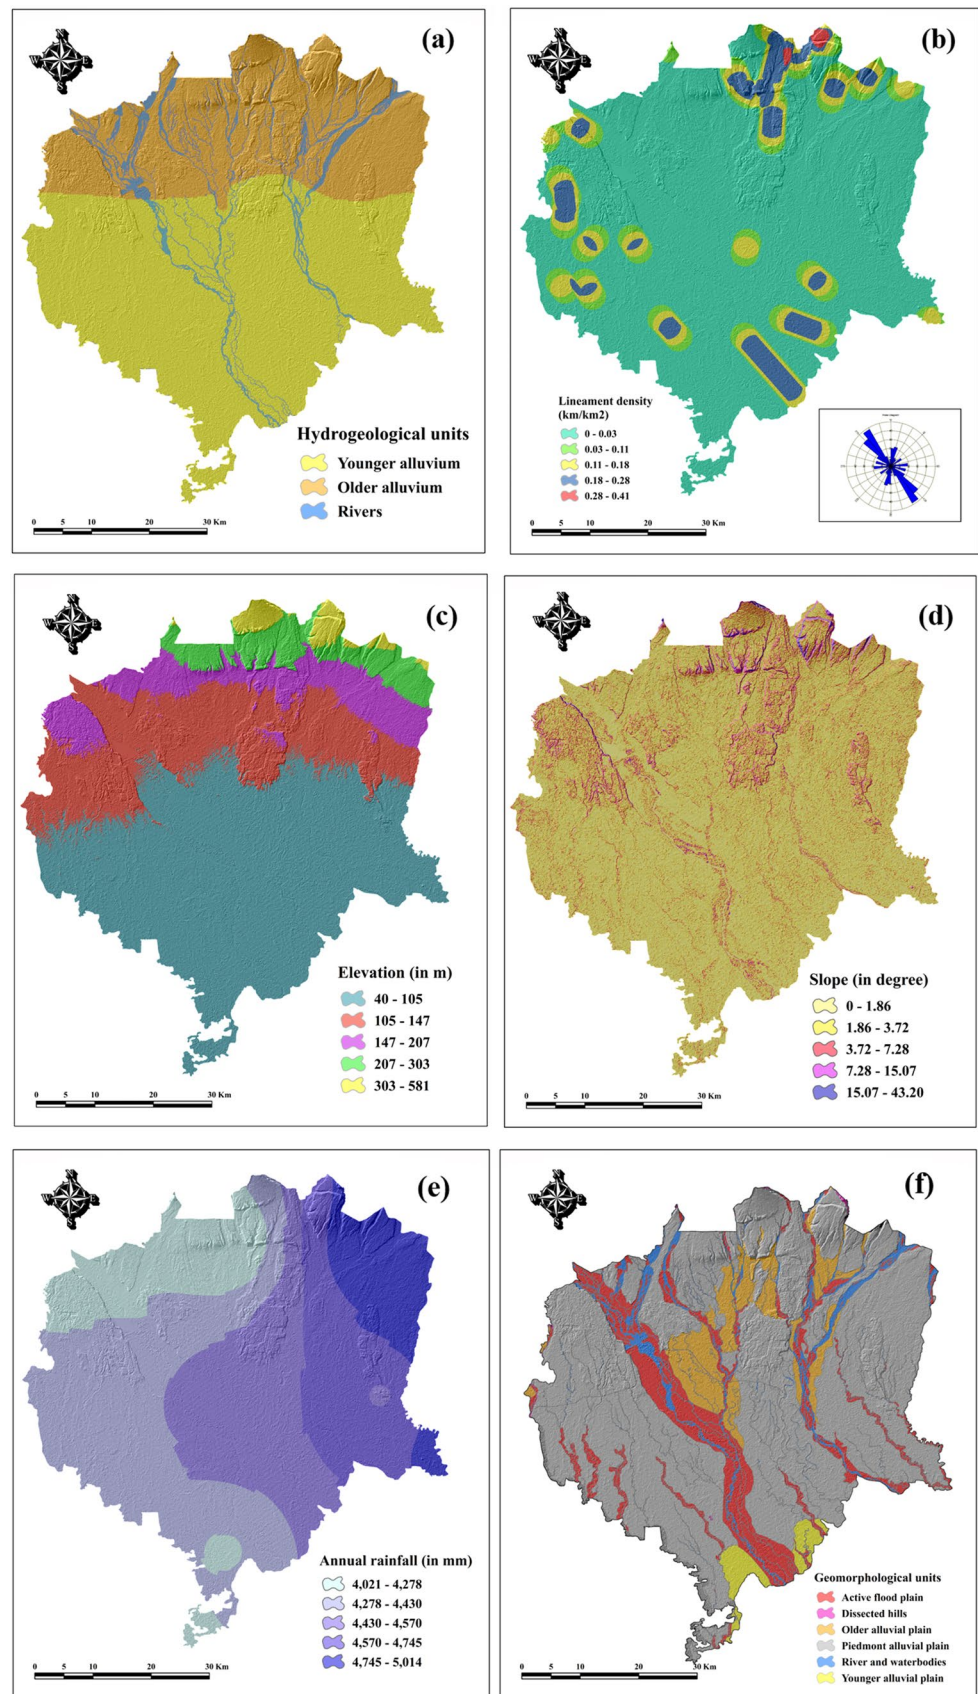 (a)
N
W E
S
Hydrogeological units
Younger alluvium
Older alluvium
Rivers
0 5 10 20 30 Km
(b)
Lineament density
(km/km2)
0 - 0.03
0.03 - 0.11
0.11 - 0.18
0.18 - 0.28
0.28 - 0.41
0 5 10 20 30 Km
(c)
Elevation (in m)
40 - 105
105 - 147
147 - 207
207 - 303
303 - 581
0 5 10 20 30 Km
(d)
Slope (in degree)
0 - 1.86
1.86 - 3.72
3.72 - 7.28
7.28 - 15.07
15.07 - 43.20
0 5 10 20 30 Km
(e)
Annual rainfall (in mm)
4,021 - 4,278
4,278 - 4,430
4,430 - 4,570
4,570 - 4,745
4,745 - 5,014
0 5 10 20 30 Km
(f)
Geomorphological units
Active flood plain
Dissected hills
Older alluvial plain
Piedmont alluvial plain
River and waterbodies
Younger alluvial plain
0 5 10 20 30 Km